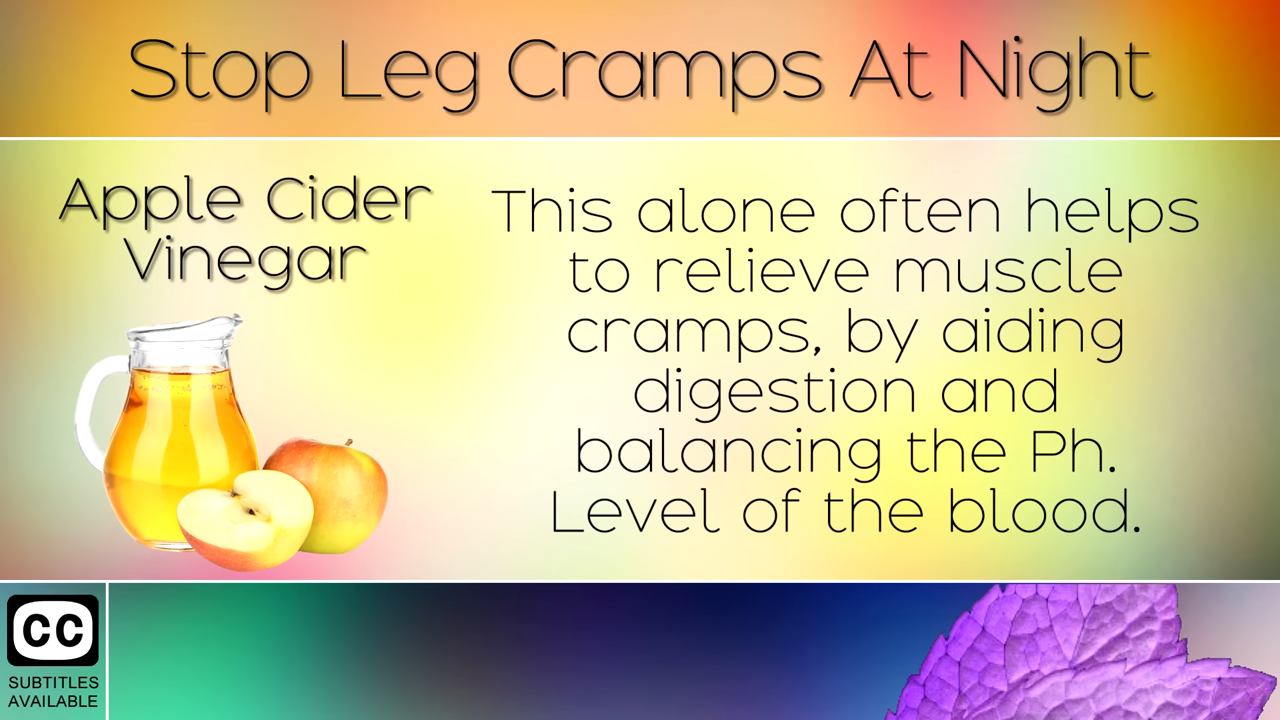 Stop Leg Cramps At Night
Apple Cider
Vinegar
This alone often helps
to relieve muscle
cramps, by aiding
digestion and
balancing the Ph.
Level of the blood.
CC
SUBTITLES
AVAILABLE